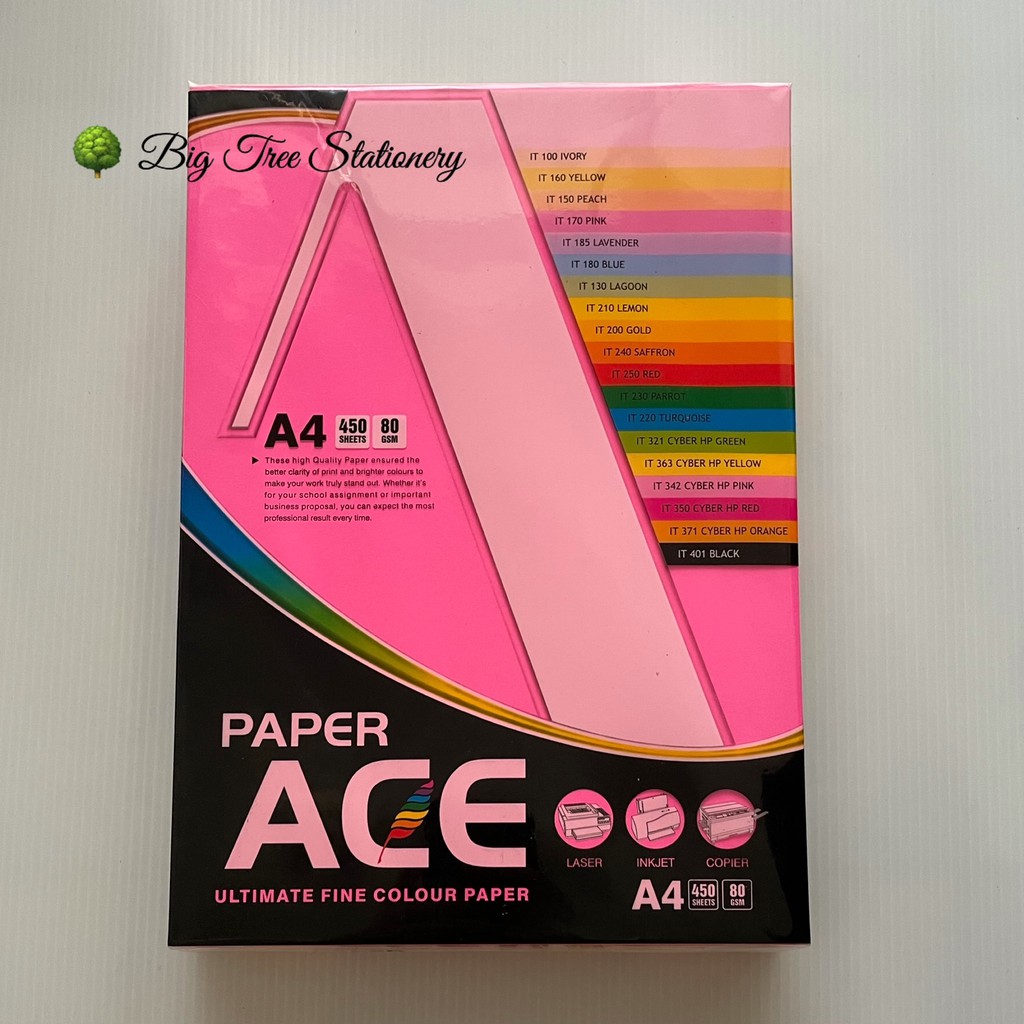 Big Tree Stationery
IT 100 IVORY
IT 160 YELLOW
IT 150 PEACH
IT 170 PINK
IT 185 LAVENDER
IT 180 BLUE
IT 130 LAGOON
IT 210 LEMON
IT 200 GOLD
IT 240 SAFFRON
IT 250 RED
IT 230 PARROT
IT 220 TURQUOISE
IT 321 CYBER HP GREEN
IT 363 CYBER HP YELLOW
IT 342 CYBER HP PINK
IT 350 CYBER HP RED
IT 371 CYBER HP ORANGE
IT 401 BLACK
A4 450 SHEETS 80 GSM
These high Quality Paper ensured the
better clarity of print and brighter colours to
make your work truly stand out. Whether it's
for your school assignment or important
business proposal, you can expect the most
professional result every time.
PAPER
ACE
ULTIMATE FINE COLOUR PAPER
LASER INKJET COPIER
A4 450 SHEETS 80 GSM